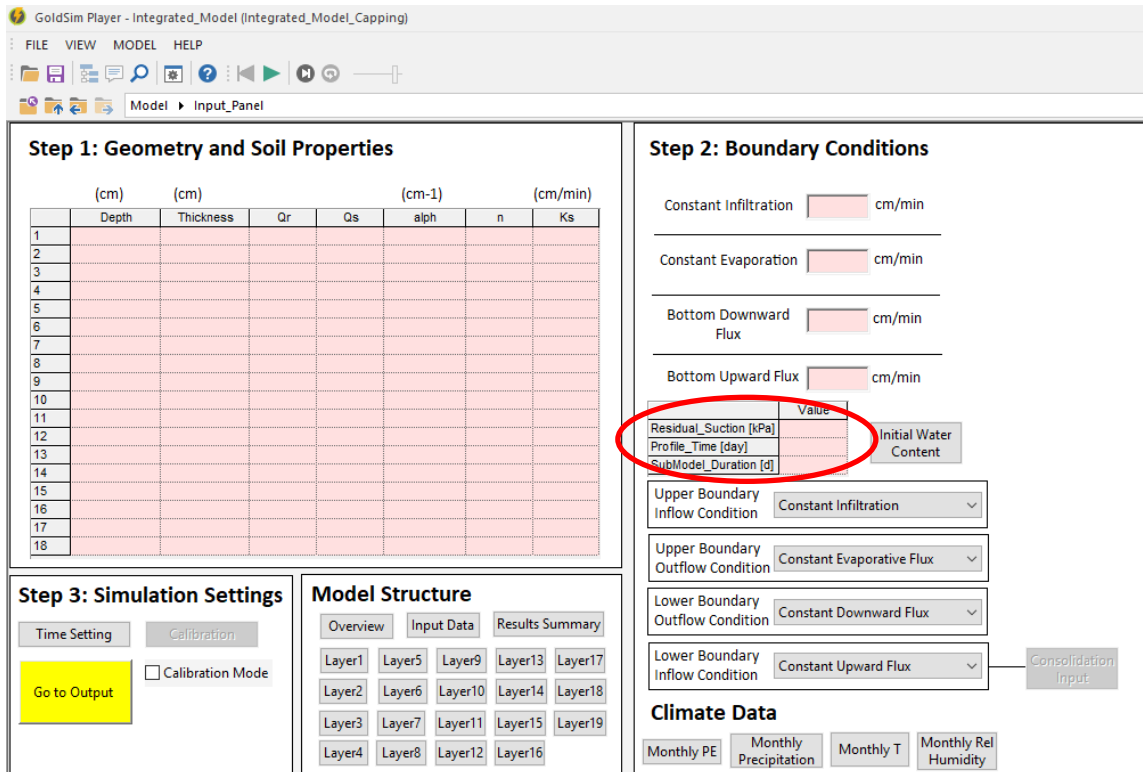 GoldSim Player - Integrated_Model (Integrated_Model_Capping)
FILE VIEW MODEL HELP
Model Input_Panel
Step 1: Geometry and Soil Properties
(cm) (cm) (cm-1) (cm/min)
Depth Thickness Qr Qs alph n Ks
1
2
3
4
5
6
7
8
9
10
11
12
13
14
15
16
17
18
Step 2: Boundary Conditions
Constant Infiltration cm/min
Constant Evaporation cm/min
Bottom Downward
Flux cm/min
Bottom Upward Flux cm/min
Value
Residual_Suction [kPa]
Profile_Time [day]
SubModel_Duration [d]
Initial Water
Content
Upper Boundary
Inflow Condition Constant Infiltration
Upper Boundary
Outflow Condition Constant Evaporative Flux
Lower Boundary
Outflow Condition Constant Downward Flux
Lower Boundary
Inflow Condition Constant Upward Flux
Consolidation
Input
Step 3: Simulation Settings
Time Setting Calibration
Calibration Mode
Go to Output
Model Structure
Overview Input Data Results Summary
Layer1 Layer5 Layer9 Layer13 Layer17
Layer2 Layer6 Layer10 Layer14 Layer18
Layer3 Layer7 Layer11 Layer15 Layer19
Layer4 Layer8 Layer12 Layer16
Climate Data
Monthly PE
Monthly
Precipitation
Monthly T
Monthly Rel
Humidity